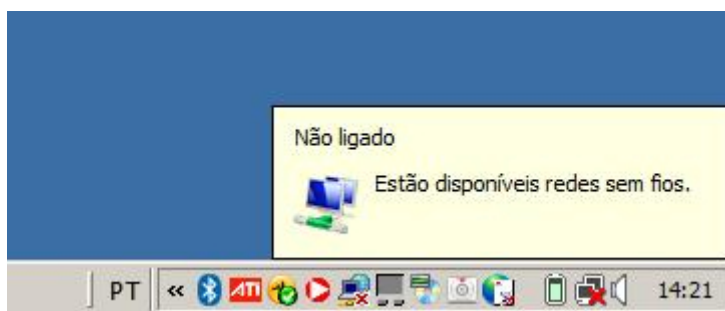 Não ligado
Estão disponíveis redes sem fios.
PT « ATI 14:21